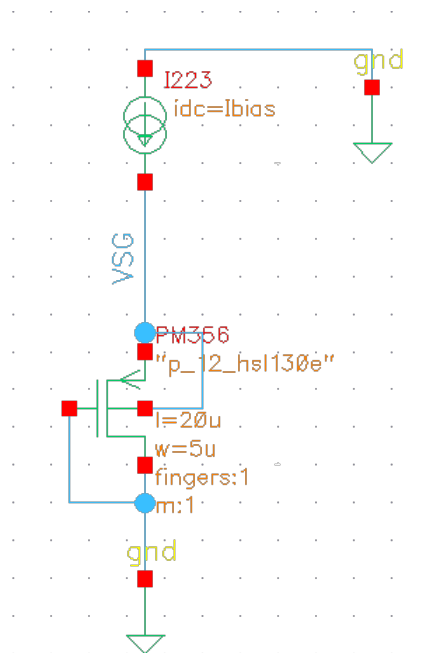 gnd
I223
idc=Ibias
VSG
PM356
"p_12_hsl130e"
l=20u
w=5u
fingers:1
m:1
gnd